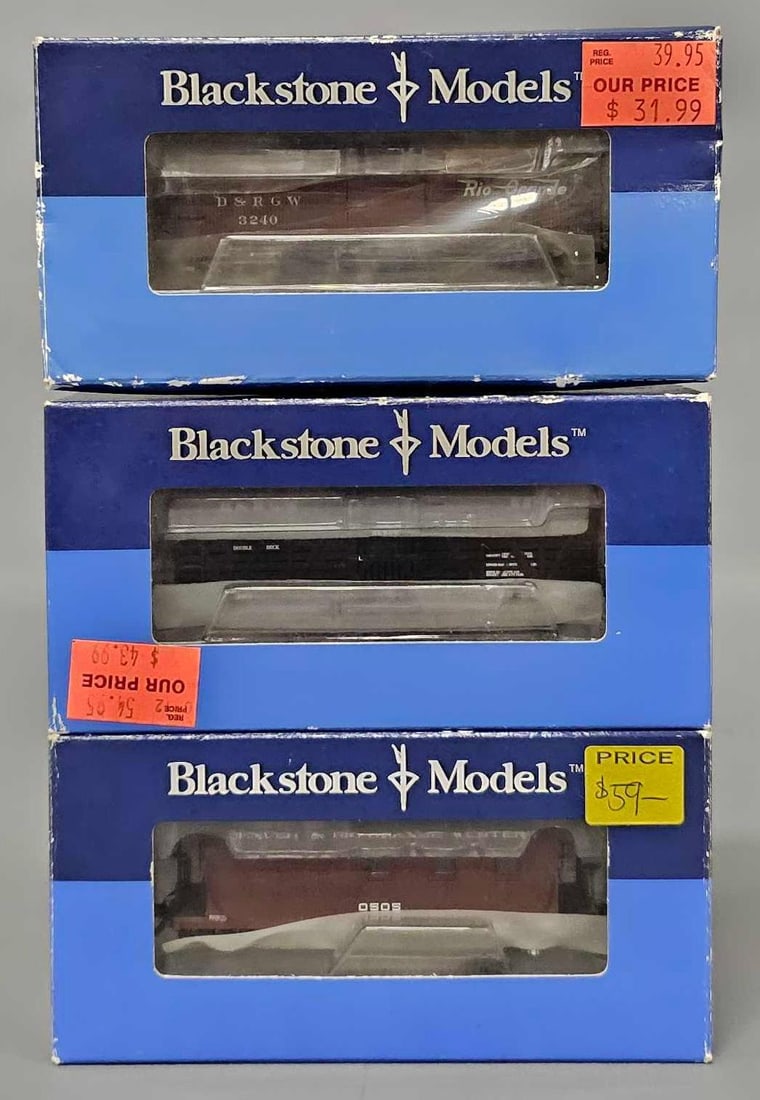 Blackstone Models™
REG. PRICE 39.95
OUR PRICE
$ 31.99
D & R G W
3240
Rio Grande
Blackstone Models™
DOUBLE DECK
L
REG. PRICE 54.95
OUR PRICE
$ 43.99
Blackstone Models™
PRICE
$59-
0505